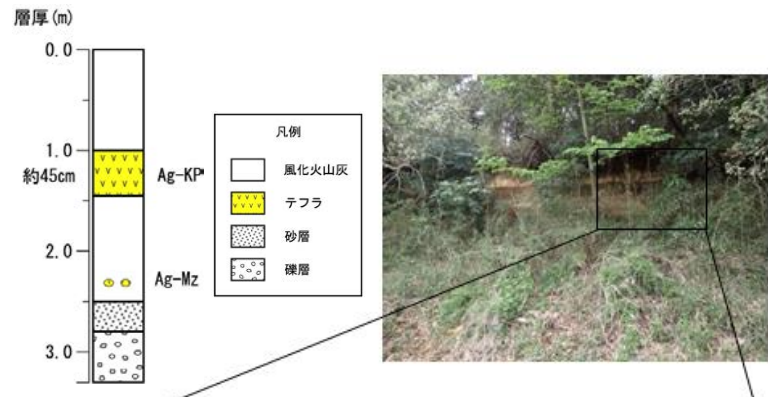 層厚(m)
0.0
1.0
約45cm
Ag-KP
2.0
Ag-Mz
3.0
凡例
風化火山灰
テフラ
砂層
礫層